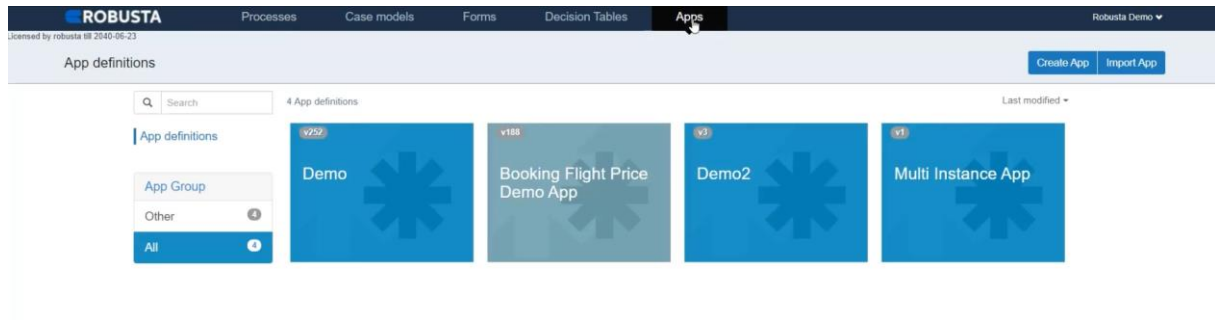 ROBUSTA
Processes
Case models
Forms
Decision Tables
Apps
Robusta Demo
Licensed by robusta till 2040-06-23
App definitions
Create App
Import App
Search
4 App definitions
Last modified
App definitions
App Group
Other 4
All 4
v252
Demo
v188
Booking Flight Price
Demo App
v3
Demo2
v1
Multi Instance App